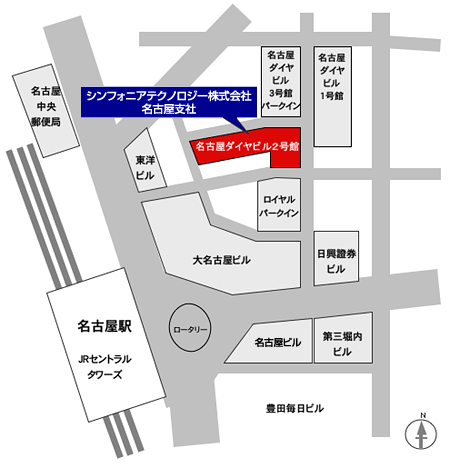 名古屋
ダイヤ
ビル
3号館
パークイン
名古屋
ダイヤ
ビル
1号館
名古屋
中央
郵便局
シンフォニアテクノロジー株式会社
名古屋支社
名古屋ダイヤビル2号館
東洋
ビル
ロイヤル
パークイン
大名古屋ビル
日興證券
ビル
名古屋駅
JRセントラル
タワーズ
ロータリー
名古屋ビル
第三堀内
ビル
豊田毎日ビル
N